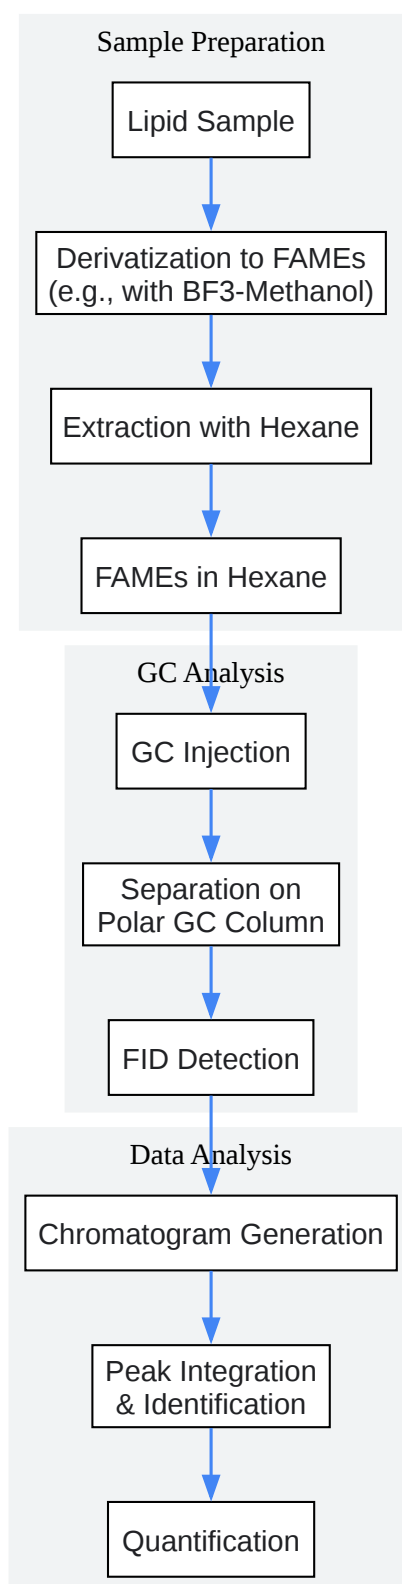 Sample Preparation
Lipid Sample
Derivatization to FAMEs
(e.g., with BF3-Methanol)
Extraction with Hexane
FAMEs in Hexane
GC Analysis
GC Injection
Separation on
Polar GC Column
FID Detection
Data Analysis
Chromatogram Generation
Peak Integration
& Identification
Quantification